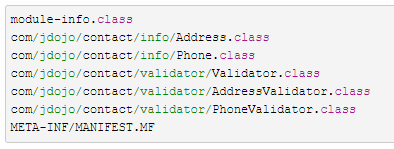 module-info.class
com/jdojo/contact/info/Address.class
com/jdojo/contact/info/Phone.class
com/jdojo/contact/validator/Validator.class
com/jdojo/contact/validator/AddressValidator.class
com/jdojo/contact/validator/PhoneValidator.class
META-INF/MANIFEST.MF